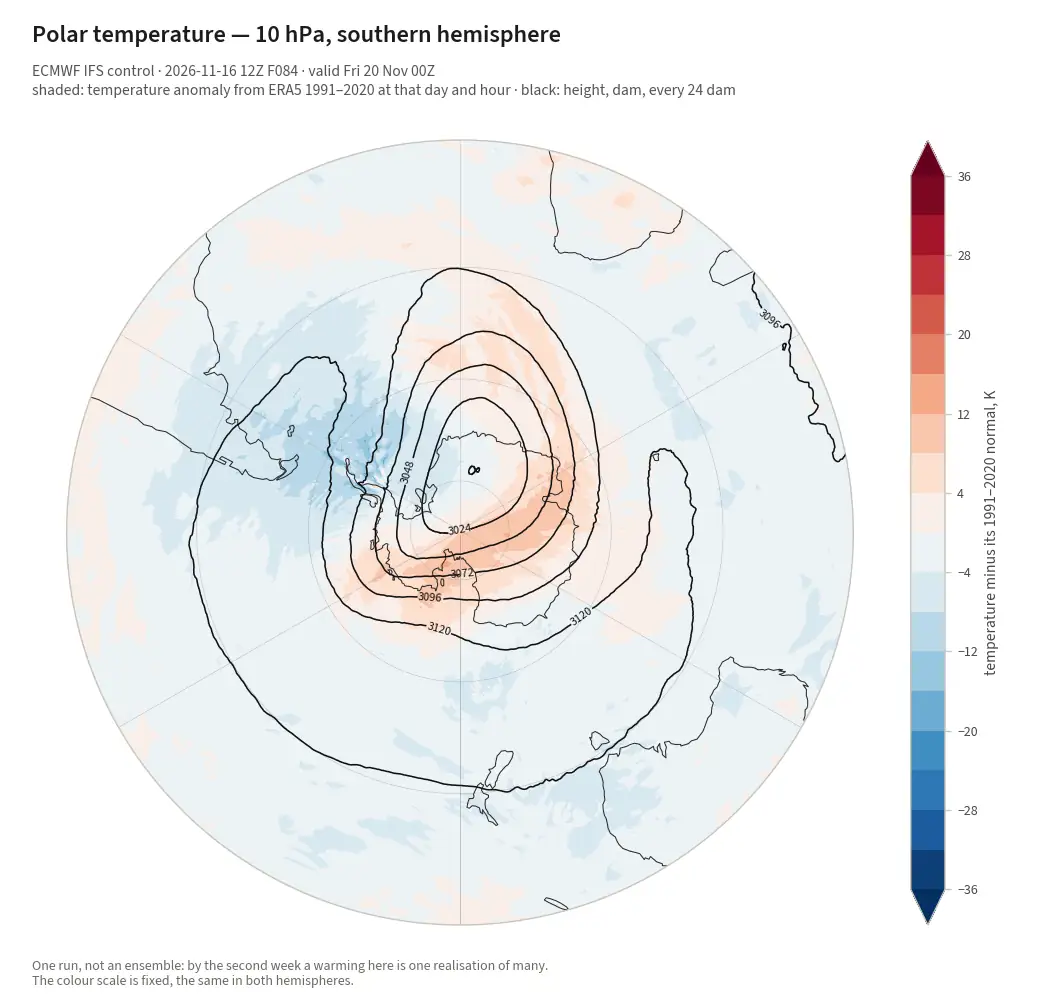 Polar temperature — 10 hPa, southern hemisphere
ECMWF IFS control · 2026-11-16 12Z F084 · valid Fri 20 Nov 00Z
shaded: temperature anomaly from ERA5 1991–2020 at that day and hour · black: height, dam, every 24 dam
36
28
20
12
4
−4
−12
−20
−28
−36
temperature minus its 1991–2020 normal, K
3096
3048
3024
3072
3096
3120
3120
One run, not an ensemble: by the second week a warming here is one realisation of many.
The colour scale is fixed, the same in both hemispheres.